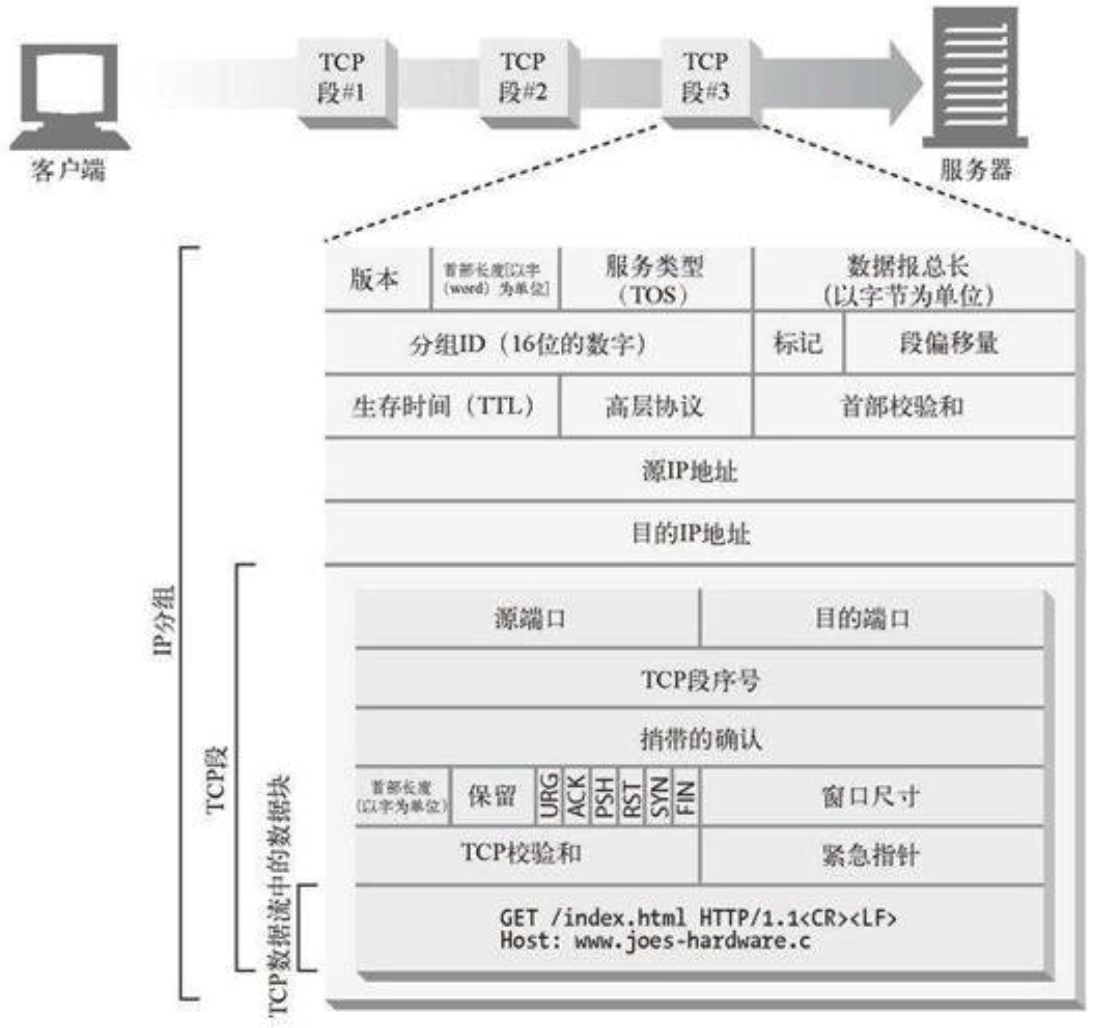 TCP
段#1
TCP
段#2
TCP
段#3
客户端
服务器
版本
首部长度[以字
(word) 为单位]
服务类型
(TOS)
数据报总长
(以字节为单位)
分组ID (16位的数字)
标记
段偏移量
生存时间 (TTL)
高层协议
首部校验和
源IP地址
目的IP地址
IP分组
TCP段
TCP数据流中的数据块
源端口
目的端口
TCP段序号
捎带的确认
首部长度
(以字为单位)
保留
URG
ACK
PSH
RST
SYN
FIN
窗口尺寸
TCP校验和
紧急指针
GET /index.html HTTP/1.1<CR><LF>
Host: www.joes-hardware.c